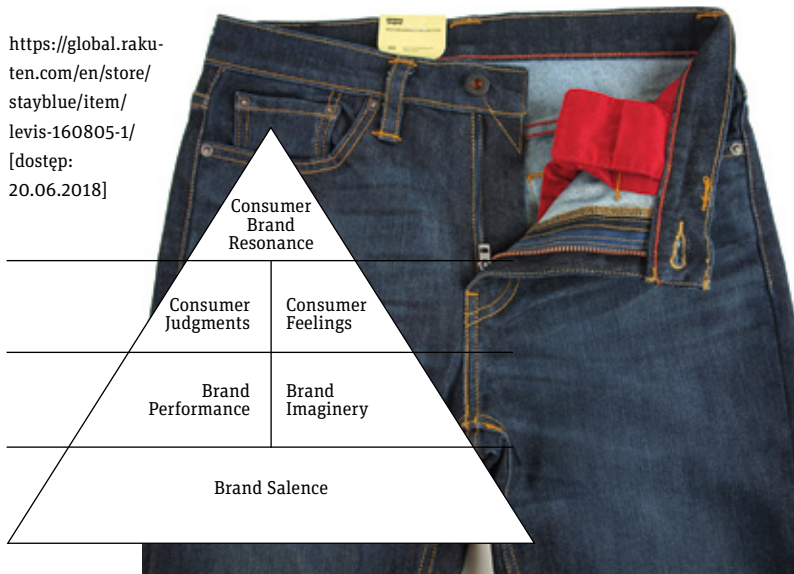 https://global.raku-
ten.com/en/store/
stayblue/item/
levis-160805-1/
[dostęp:
20.06.2018]
Consumer
Brand
Resonance
Consumer
Judgments
Consumer
Feelings
Brand
Performance
Brand
Imaginery
Brand Salence